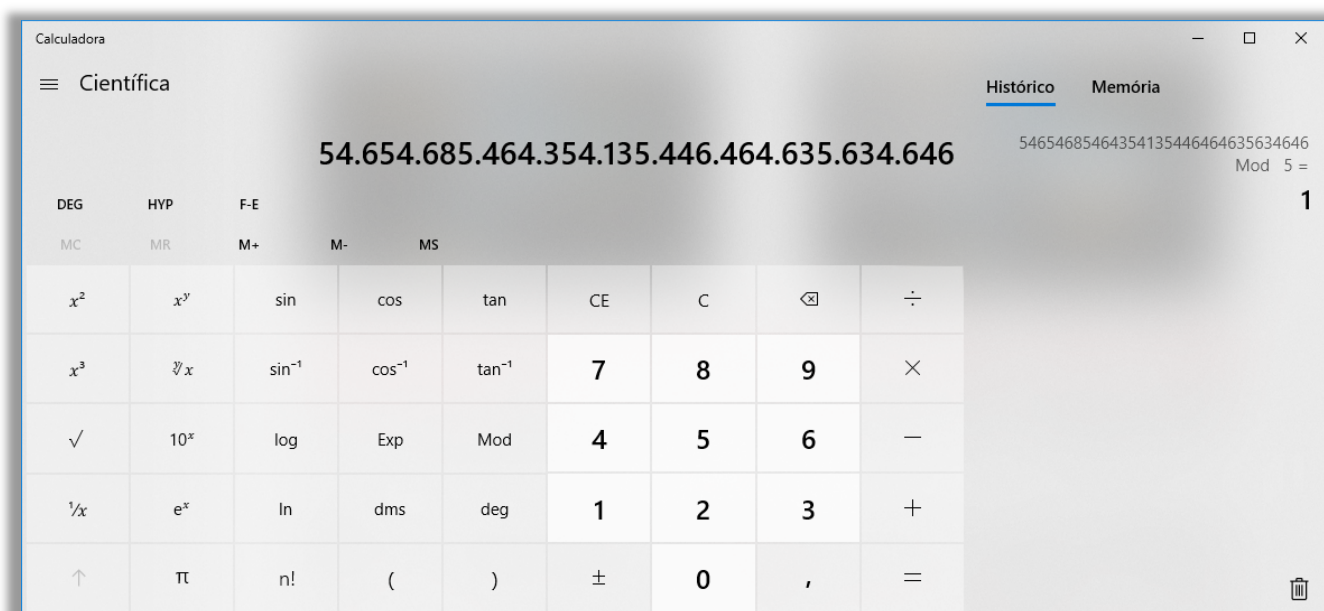 Calculadora
Científica
Histórico Memória
54.654.685.464.354.135.446.464.635.634.646
54654685464354135446464635634646
Mod 5 =
1
DEG HYP F-E
MC MR M+ M- MS
x² xʸ sin cos tan CE C ÷
x³ ʸ√x sin⁻¹ cos⁻¹ tan⁻¹ 7 8 9 ×
√ 10ˣ log Exp Mod 4 5 6 −
¹/x eˣ ln dms deg 1 2 3 +
↑ π n! ( ) ± 0 , =